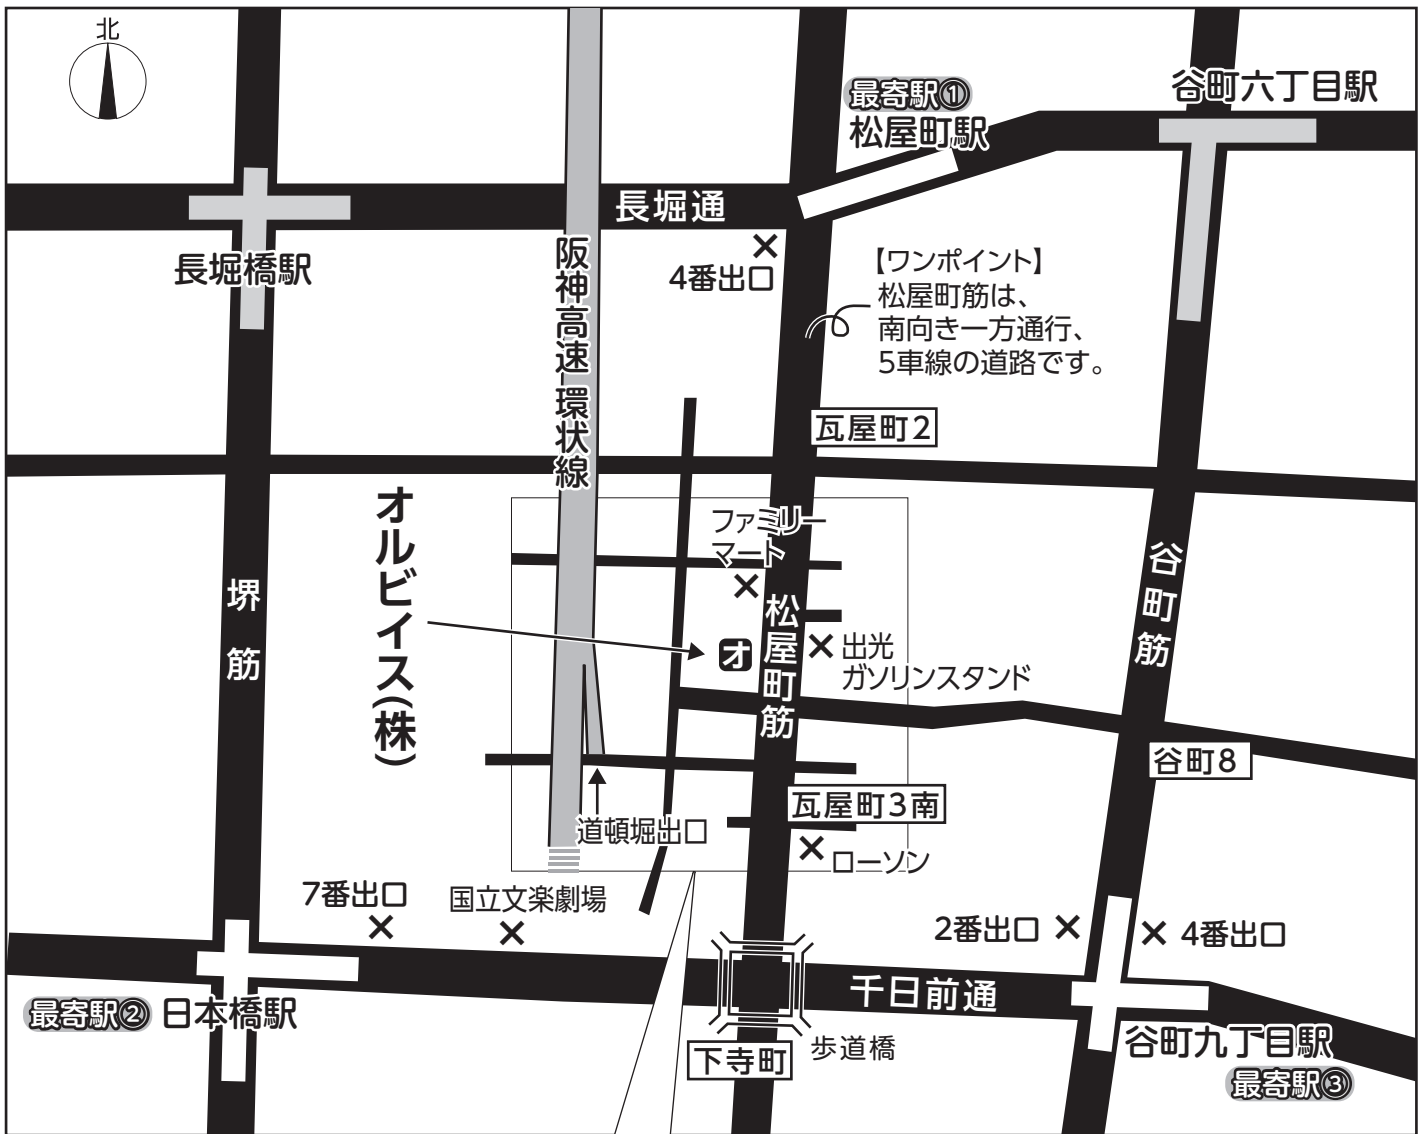 北
最寄駅①
松屋町駅
谷町六丁目駅
長堀通
長堀橋駅
4番出口
阪神高速 環状線
【ワンポイント】
松屋町筋は、
南向き一方通行、
5車線の道路です。
瓦屋町2
オルビイス(株)
ファミリー
マート
堺筋
松屋町筋
谷町筋
オ
出光
ガソリンスタンド
谷町8
瓦屋町3南
道頓堀出口
ローソン
7番出口
国立文楽劇場
2番出口
4番出口
千日前通
最寄駅② 日本橋駅
下寺町
歩道橋
谷町九丁目駅
最寄駅③